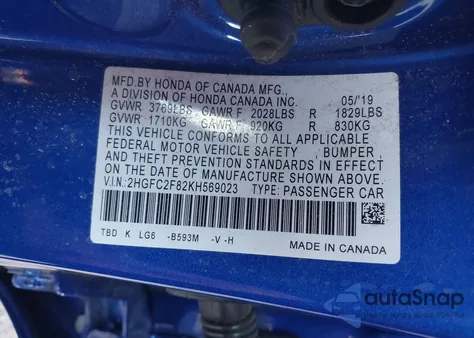 MFD.BY HONDA OF CANADA MFG.,
A DIVISION OF HONDA CANADA INC. 05/'19
GVWR 3769LBS GAWR F 2028LBS R 1829LBS
GVWR 1710KG GAWR F 920KG R 830KG
THIS VEHICLE CONFORMS TO ALL APPLICABLE
FEDERAL MOTOR VEHICLE SAFETY, BUMPER,
AND THEFT PREVENTION STANDARDS IN EFFECT
ON THE DATE OF MANUFACTURE SHOWN ABOVE.
V.I.N. 2HGFC2F82KH569023 TYPE: PASSENGER CAR
TBD K LG6 -B593M -V -H
MADE IN CANADA
autoSnap